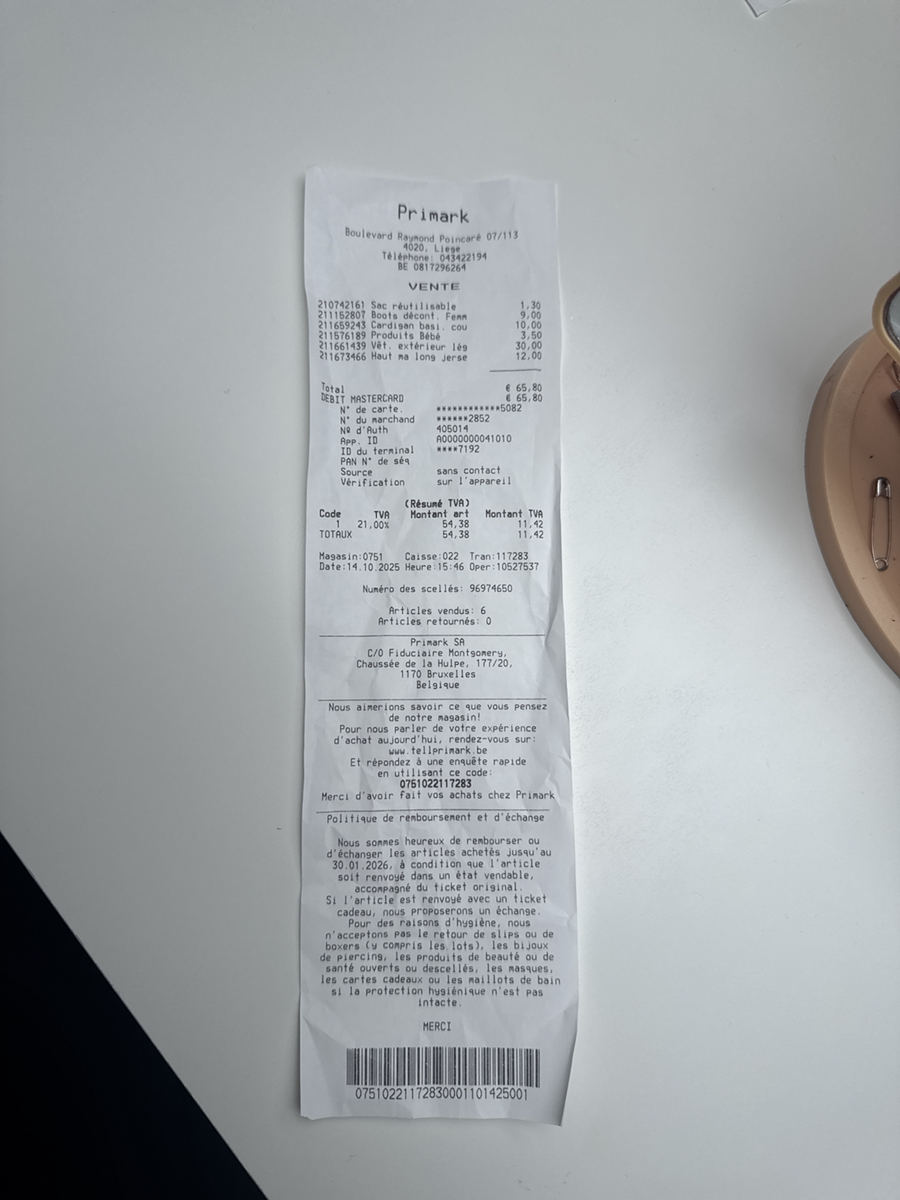 Primark
Boulevard Raymond Poincaré 07/113
4020, Liege
Téléphone: 043422194
BE 0817296264
VENTE
210742161 Sac réutilisable 1,30
211152807 Boots décont. Femm 9,00
211659243 Cardigan basi. cou 10,00
211576189 Produits Bébé 3,50
211661439 Vêt. extérieur lég 30,00
211673466 Haut ma long jerse 12,00
Total € 65,80
DEBIT MASTERCARD € 65,80
N° de carte. ************5082
N° du marchand ******2852
Nº d'Auth 405014
App. ID A0000000041010
ID du terminal ****7192
PAN N° de séq
Source sans contact
Vérification sur l'appareil
(Résumé TVA)
Code TVA Montant art Montant TVA
1 21,00% 54,38 11,42
TOTAUX 54,38 11,42
Magasin:0751 Caisse:022 Tran:117283
Date:14.10.2025 Heure:15:46 Oper:10527537
Numéro des scellés: 96974650
Articles vendus: 6
Articles retournés: 0
Primark SA
C/O Fiduciaire Montgomery,
Chaussée de la Hulpe, 177/20,
1170 Bruxelles
Belgique
Nous aimerions savoir ce que vous pensez
de notre magasin!
Pour nous parler de votre expérience
d'achat aujourd'hui, rendez-vous sur:
www.tellprimark.be
Et répondez à une enquête rapide
en utilisant ce code:
0751022117283
Merci d'avoir fait vos achats chez Primark
Politique de remboursement et d'échange
Nous sommes heureux de rembourser ou
d'échanger les articles achetés jusqu'au
30.01.2026, à condition que l'article
soit renvoyé dans un état vendable,
accompagné du ticket original.
Si l'article est renvoyé avec un ticket
cadeau, nous proposerons un échange.
Pour des raisons d'hygiène, nous
n'acceptons pas le retour de slips ou de
boxers (y compris les lots), les bijoux
de piercing, les produits de beauté ou de
santé ouverts ou descellés, les masques,
les cartes cadeaux ou les maillots de bain
si la protection hygiénique n'est pas
intacte.
MERCI
07510221172830001101425001